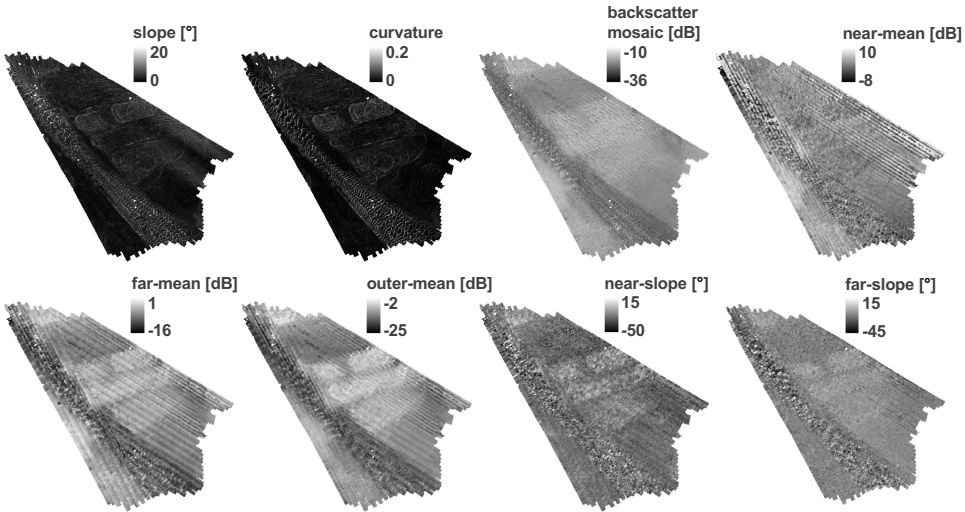 slope [°]
20
0
curvature
0.2
0
backscatter
mosaic [dB]
-10
-36
near-mean [dB]
10
-8
far-mean [dB]
1
-16
outer-mean [dB]
-2
-25
near-slope [°]
15
-50
far-slope [°]
15
-45